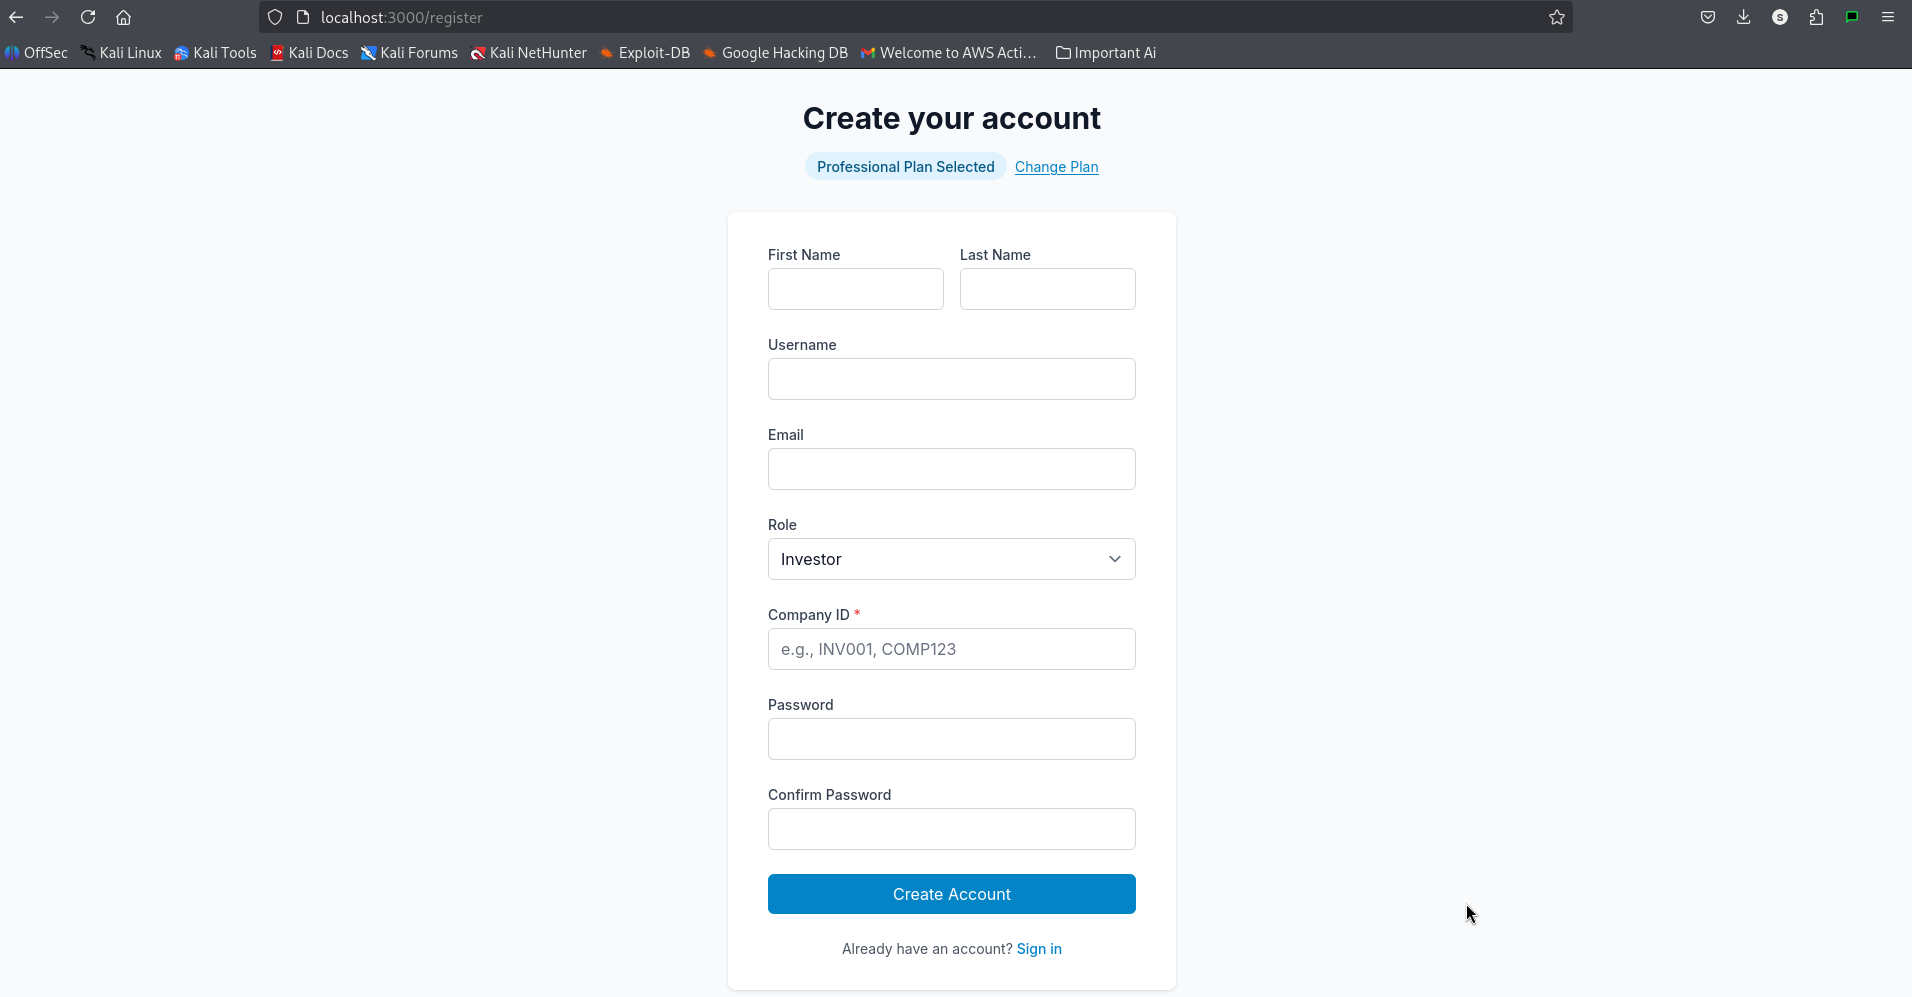 localhost:3000/register
OffSec Kali Linux Kali Tools Kali Docs Kali Forums Kali NetHunter Exploit-DB Google Hacking DB Welcome to AWS Acti… Important Ai
Create your account
Professional Plan Selected Change Plan
First Name Last Name
Username
Email
Role
Investor
Company ID *
e.g., INV001, COMP123
Password
Confirm Password
Create Account
Already have an account? Sign in